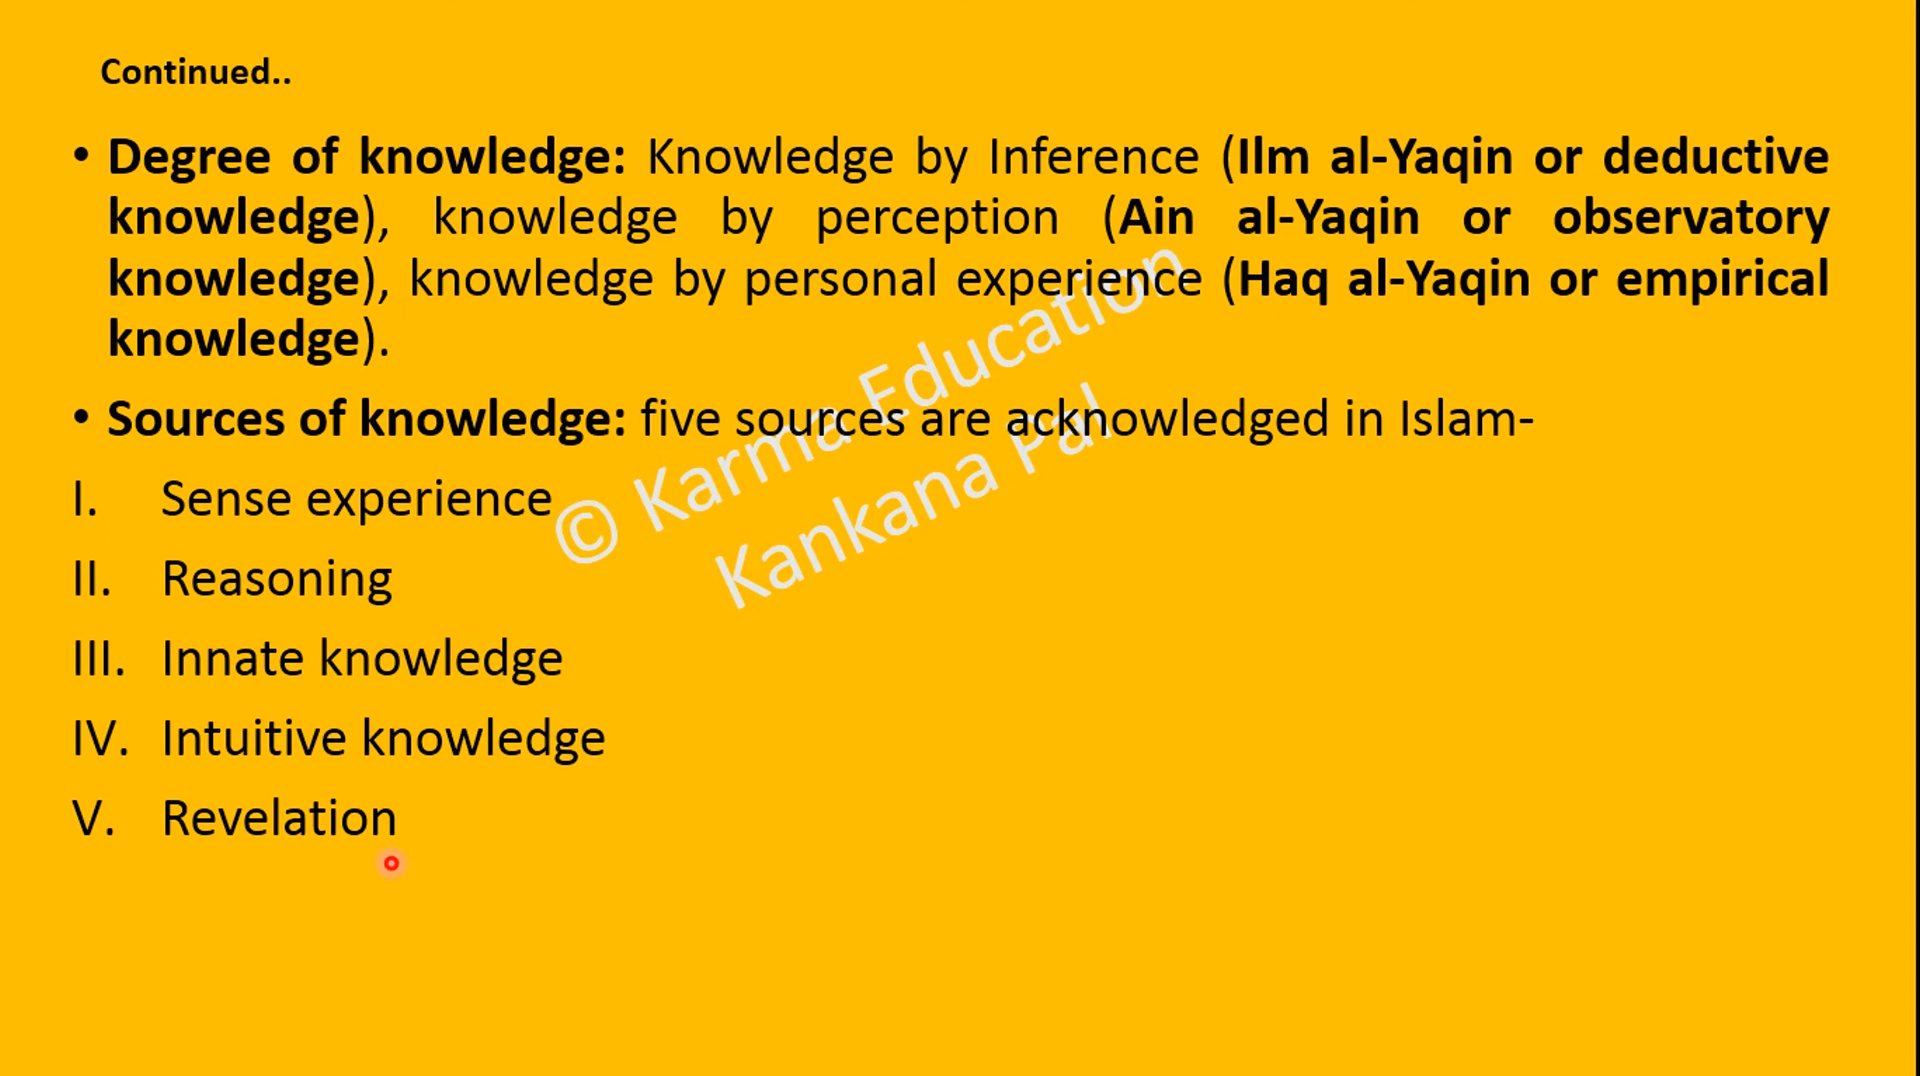 Continued..
• Degree of knowledge: Knowledge by Inference (Ilm al-Yaqin or deductive
knowledge), knowledge by perception (Ain al-Yaqin or observatory
knowledge), knowledge by personal experience (Haq al-Yaqin or empirical
knowledge).
• Sources of knowledge: five sources are acknowledged in Islam-
I. Sense experience
II. Reasoning
III. Innate knowledge
IV. Intuitive knowledge
V. Revelation
© Karma Education
Kankana Pal